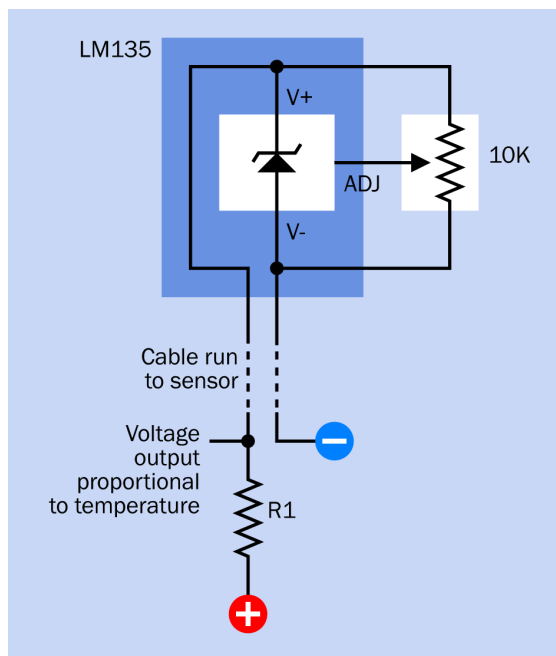 LM135
V+
10K
ADJ
V-
Cable run
to sensor
Voltage
output
proportional
to temperature
R1